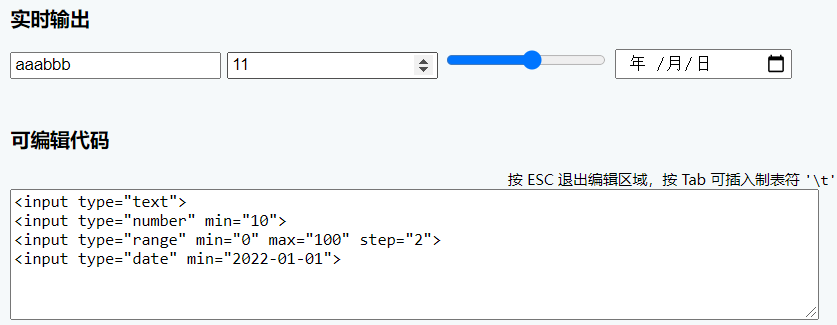 实时输出
aaabbb 11 年 /月/日
可编辑代码
按 ESC 退出编辑区域，按 Tab 可插入制表符 '\t'
<input type="text">
<input type="number" min="10">
<input type="range" min="0" max="100" step="2">
<input type="date" min="2022-01-01">